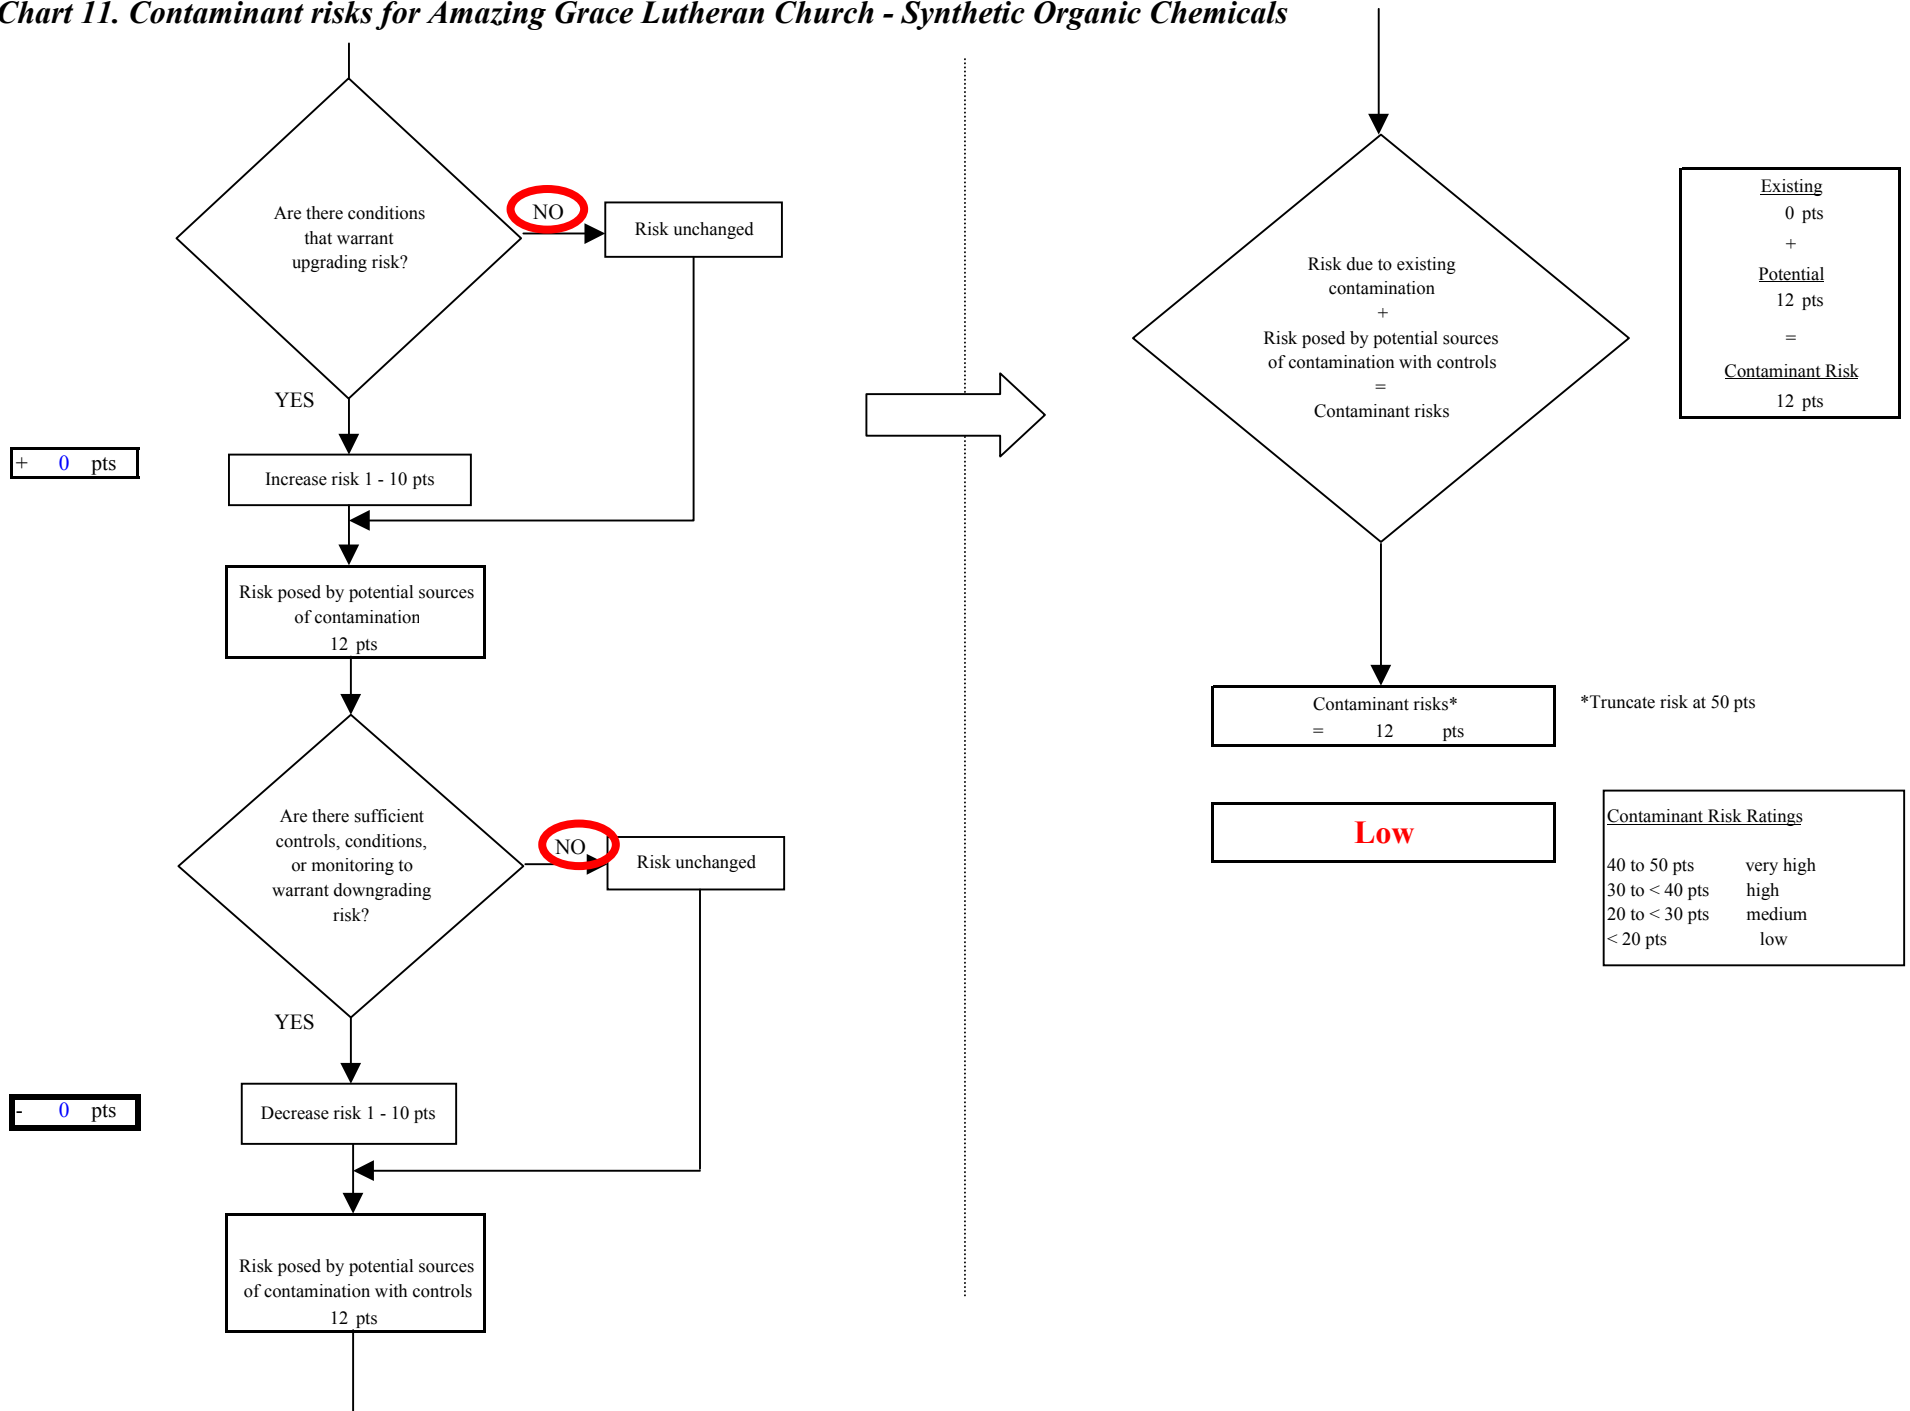 Chart 11. Contaminant risks for Amazing Grace Lutheran Church - Synthetic Organic Chemicals
Are there conditions
that warrant
upgrading risk?
NO
Risk unchanged
YES
+ 0 pts
Increase risk 1 - 10 pts
Risk posed by potential sources
of contamination
12 pts
Are there sufficient
controls, conditions,
or monitoring to
warrant downgrading
risk?
NO
Risk unchanged
YES
- 0 pts
Decrease risk 1 - 10 pts
Risk posed by potential sources
of contamination with controls
12 pts
Risk due to existing
contamination
+
Risk posed by potential sources
of contamination with controls
=
Contaminant risks
Existing
0 pts
+
Potential
12 pts
=
Contaminant Risk
12 pts
Contaminant risks*
= 12 pts
*Truncate risk at 50 pts
Low
Contaminant Risk Ratings
40 to 50 pts very high
30 to < 40 pts high
20 to < 30 pts medium
< 20 pts low